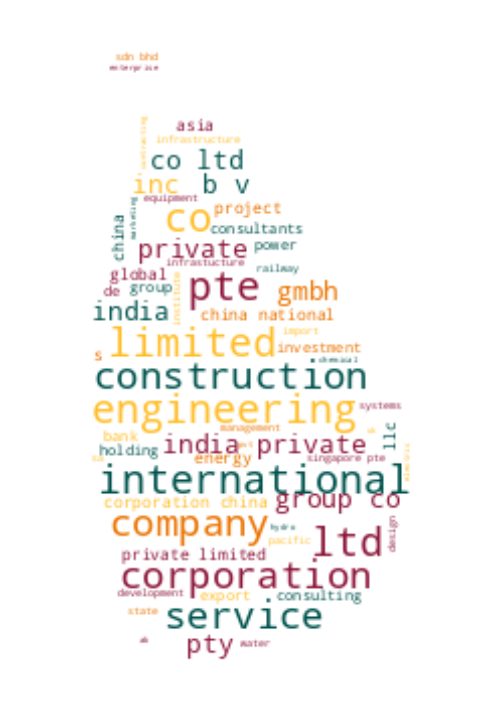 sdn bhd
enterprise
asia
contracting
infrastructure
co ltd
inc b v
equipment
marketing
co project
china
consultants
private power
infrastucture
railway
global
institute
de group pte gmbh
india china national
limited import
s investment
chemical
construction
engineering systems
management
bank llc
holding india private
energy singapore pte
international
corporation china group co
company hydro
ltd design
pacific
private limited
corporation
development export consulting
state service
pty water